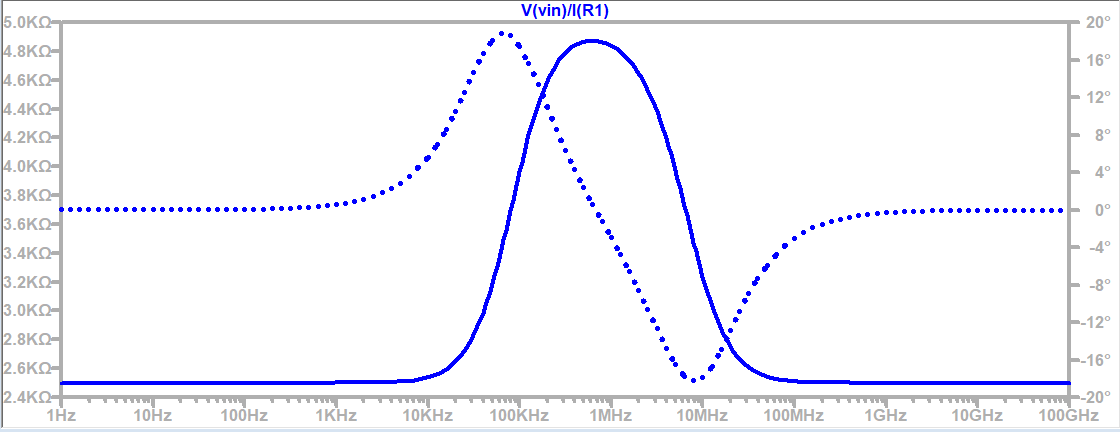 V(vin)/I(R1)
5.0KΩ 20°
4.8KΩ 16°
4.6KΩ
4.4KΩ 12°
4.2KΩ 8°
4.0KΩ 4°
3.8KΩ
3.6KΩ 0°
3.4KΩ -4°
3.2KΩ -8°
3.0KΩ -12°
2.8KΩ
2.6KΩ -16°
2.4KΩ -20°
1Hz 10Hz 100Hz 1KHz 10KHz 100KHz 1MHz 10MHz 100MHz 1GHz 10GHz 100GHz